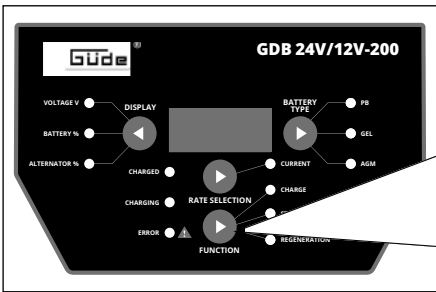 Güde®
GDB 24V/12V-200
VOLTAGE V
BATTERY %
ALTERNATOR %
DISPLAY
BATTERY
TYPE
PB
GEL
AGM
CHARGED
CHARGING
ERROR
RATE SELECTION
FUNCTION
CURRENT
CHARGE
REGENERATION